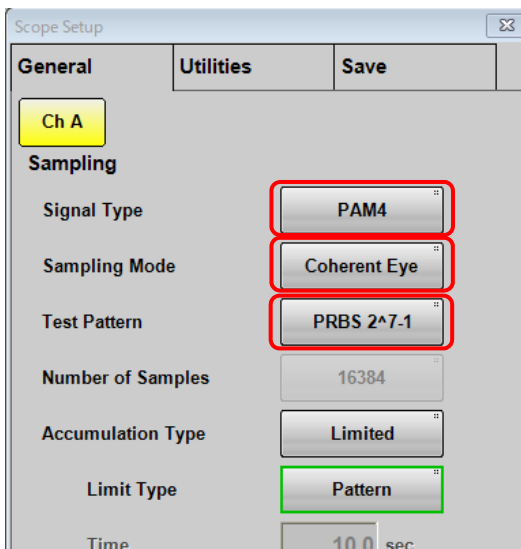 Scope Setup
General Utilities Save
Ch A
Sampling
Signal Type PAM4
Sampling Mode Coherent Eye
Test Pattern PRBS 2^7-1
Number of Samples 16384
Accumulation Type Limited
Limit Type Pattern
Time 10.0 sec